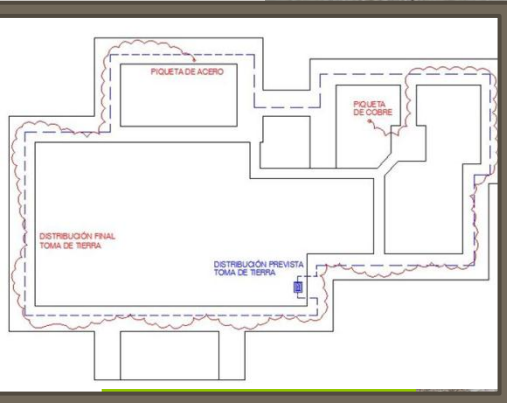 PIQUETA DE ACERO
PIQUETA
DE COBRE
DISTRIBUCIÓN FINAL
TOMA DE TIERRA
DISTRIBUCIÓN PREVISTA
TOMA DE TIERRA